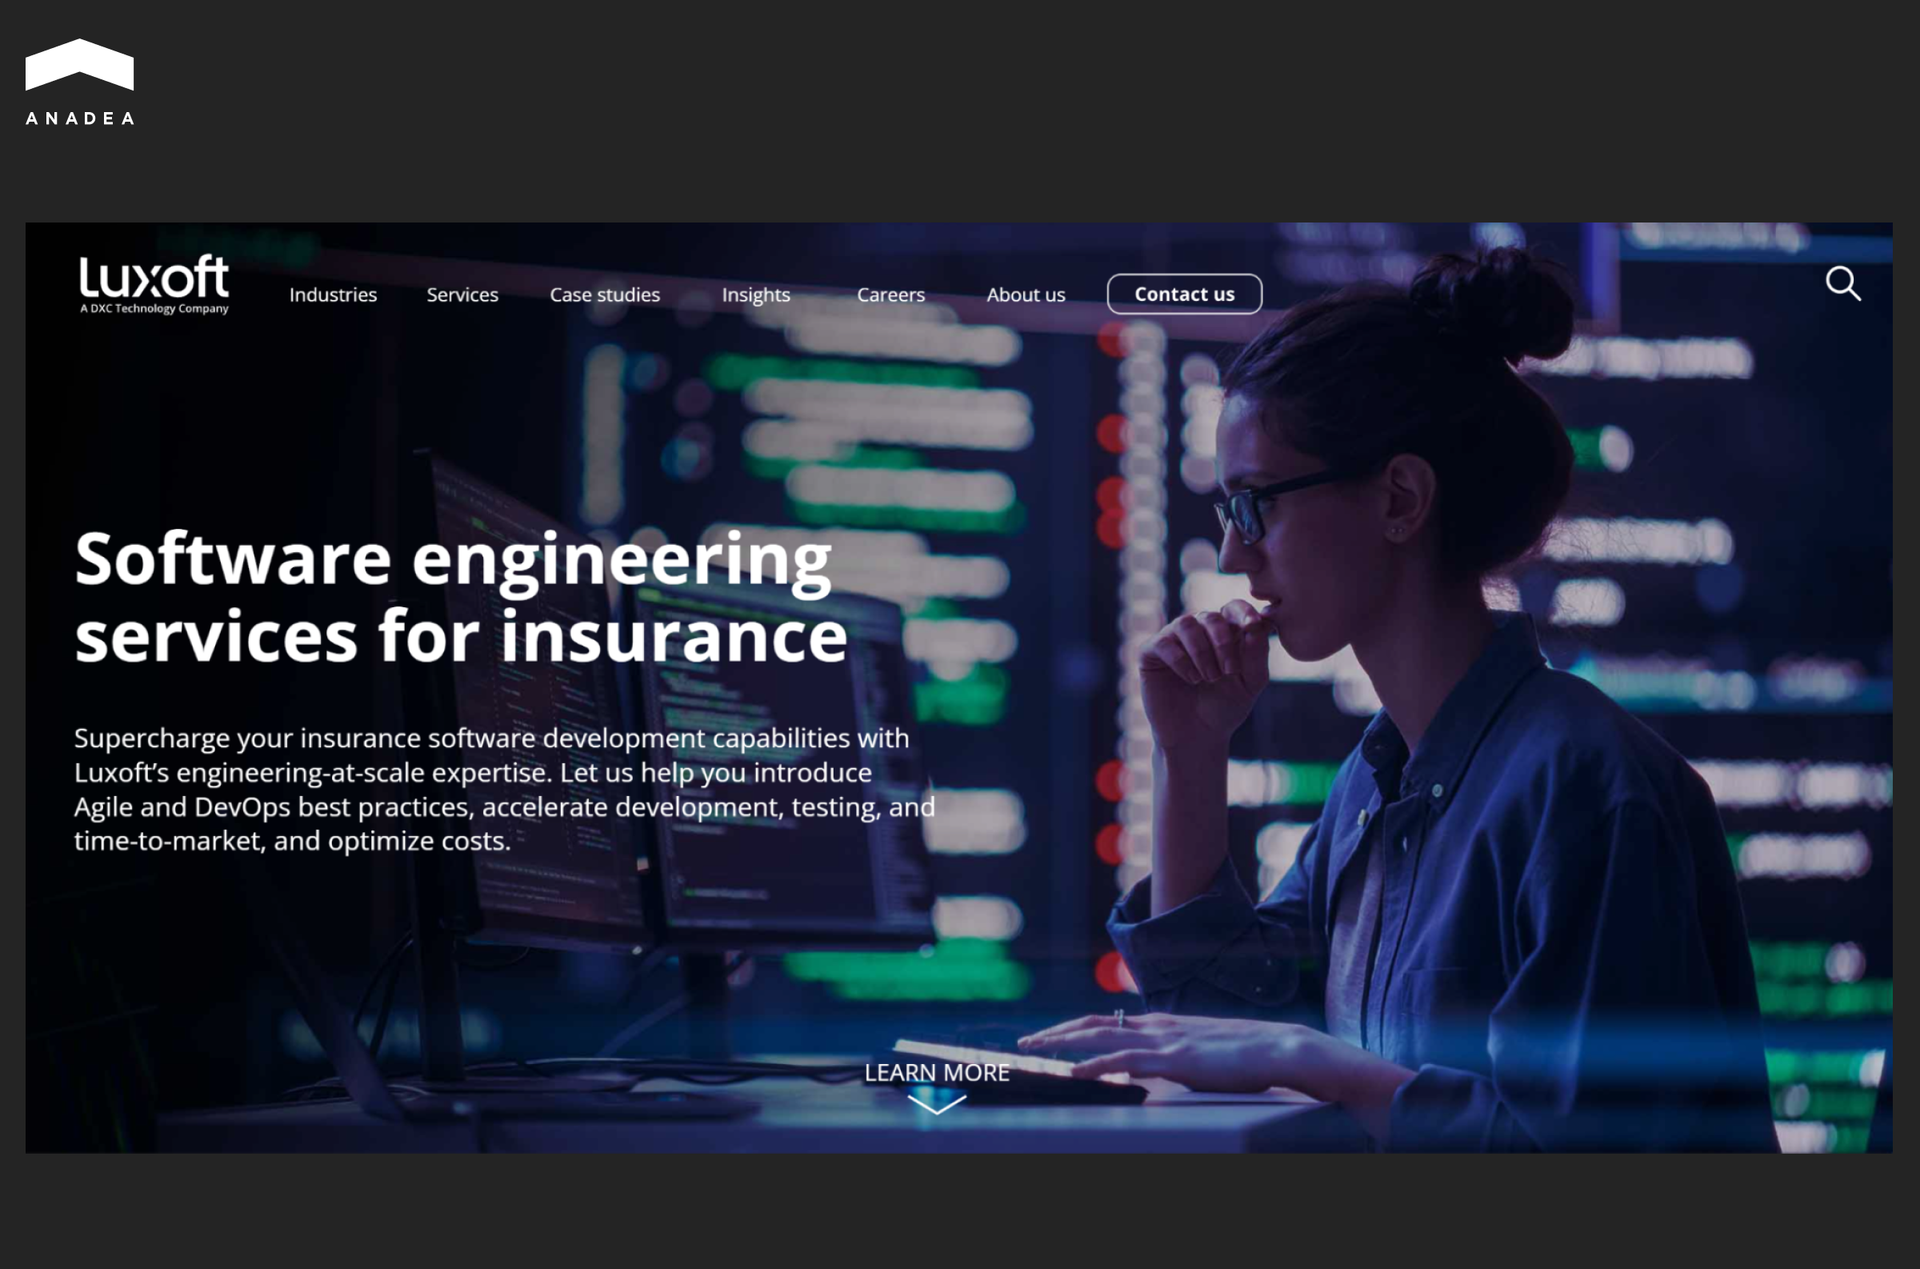 ANADEA
Luxoft
A DXC Technology Company
Industries
Services
Case studies
Insights
Careers
About us
Contact us
Software engineering
services for insurance
Supercharge your insurance software development capabilities with
Luxoft’s engineering-at-scale expertise. Let us help you introduce
Agile and DevOps best practices, accelerate development, testing, and
time-to-market, and optimize costs.
LEARN MORE